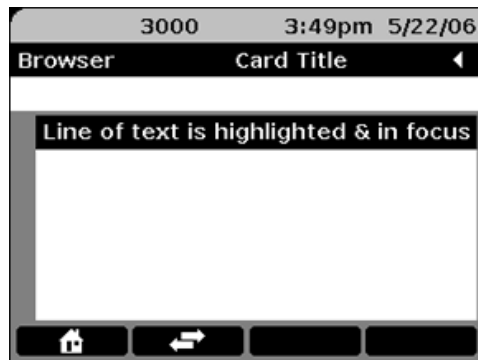 3000 3:49pm 5/22/06
Browser Card Title
Line of text is highlighted & in focus